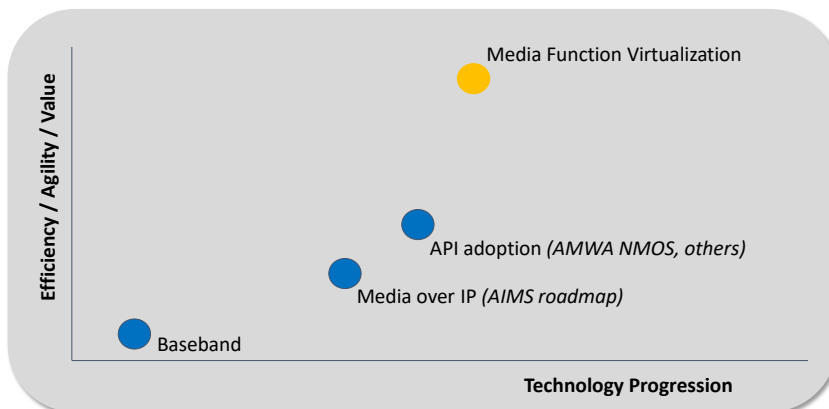 Media Function Virtualization
Efficiency / Agility / Value
API adoption (AMWA NMOS, others)
Media over IP (AIMS roadmap)
Baseband
Technology Progression